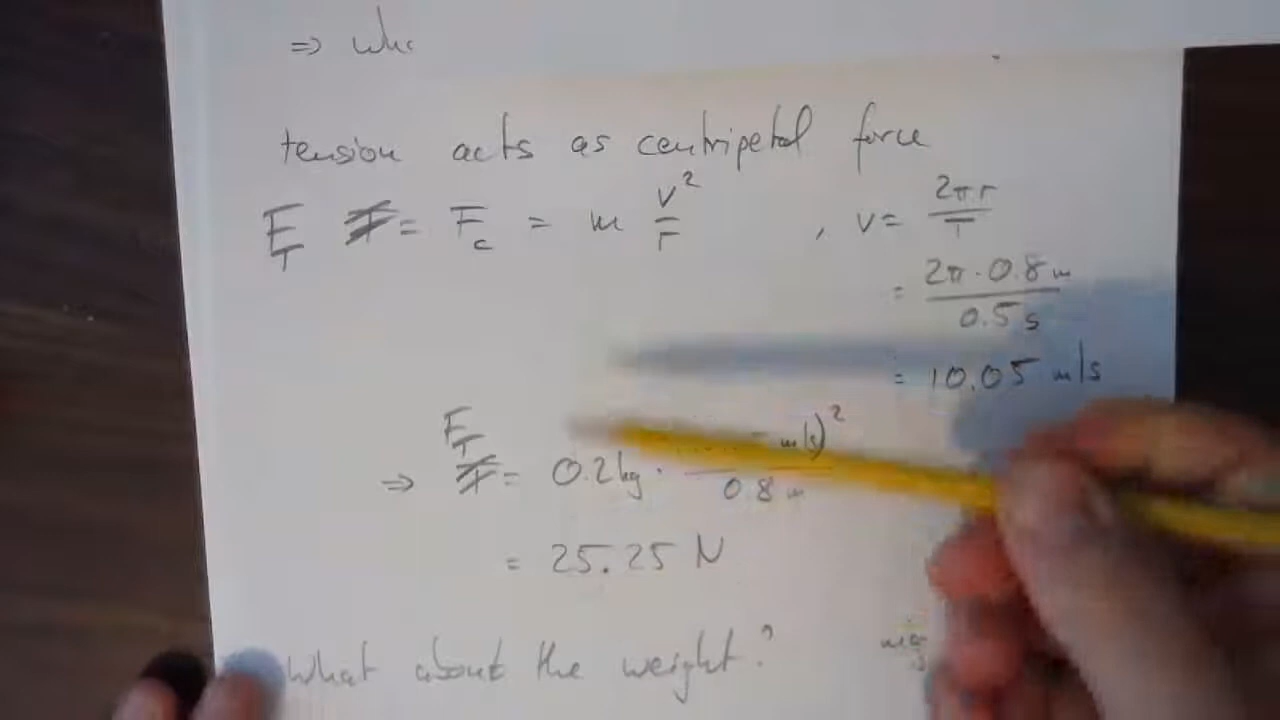 ⇒
tension acts as centripetal force
F_T = F_c = m v²/r , v = 2πr/T
= 2π · 0.8 m / 0.5 s
= 10.05 m/s
⇒ F_T = 0.2 kg · m/s)² / 0.8 m
= 25.25 N
What about the weight?